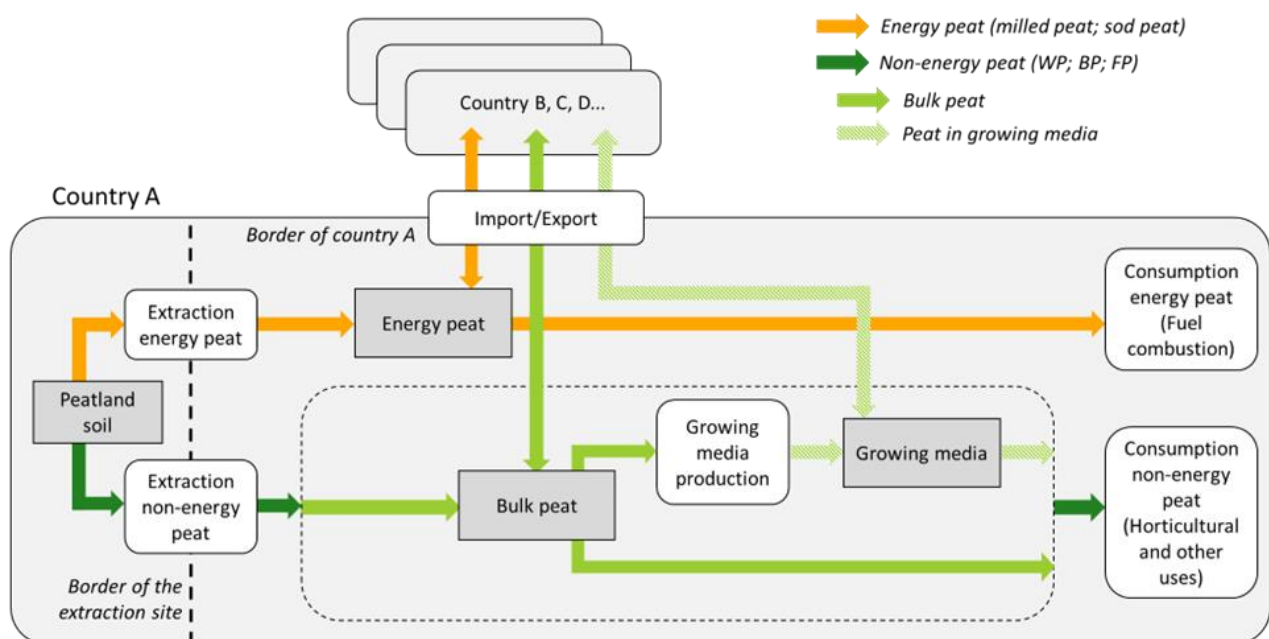 Energy peat (milled peat; sod peat)
Non-energy peat (WP; BP; FP)
Bulk peat
Peat in growing media
Country B, C, D...
Country A
Import/Export
Border of country A
Extraction
energy peat
Energy peat
Consumption
energy peat
(Fuel
combustion)
Peatland
soil
Growing
media
production
Growing media
Extraction
non-energy
peat
Bulk peat
Consumption
non-energy
peat
(Horticultural
and other
uses)
Border of the
extraction site